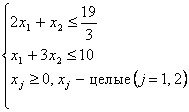 2x₁ + x₂ ≤ 19/3
x₁ + 3x₂ ≤ 10
xⱼ ≥ 0, xⱼ − целые (j = 1, 2)